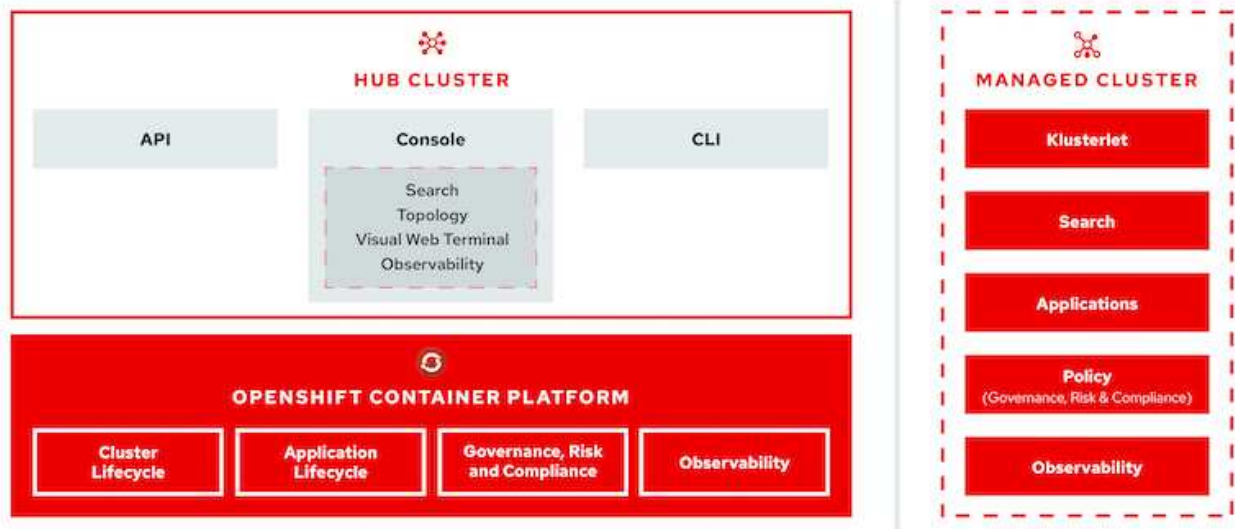 HUB CLUSTER
API
Console
CLI
Search
Topology
Visual Web Terminal
Observability
OPENSHIFT CONTAINER PLATFORM
Cluster
Lifecycle
Application
Lifecycle
Governance, Risk
and Compliance
Observability
MANAGED CLUSTER
Klusterlet
Search
Applications
Policy
(Governance, Risk & Compliance)
Observability